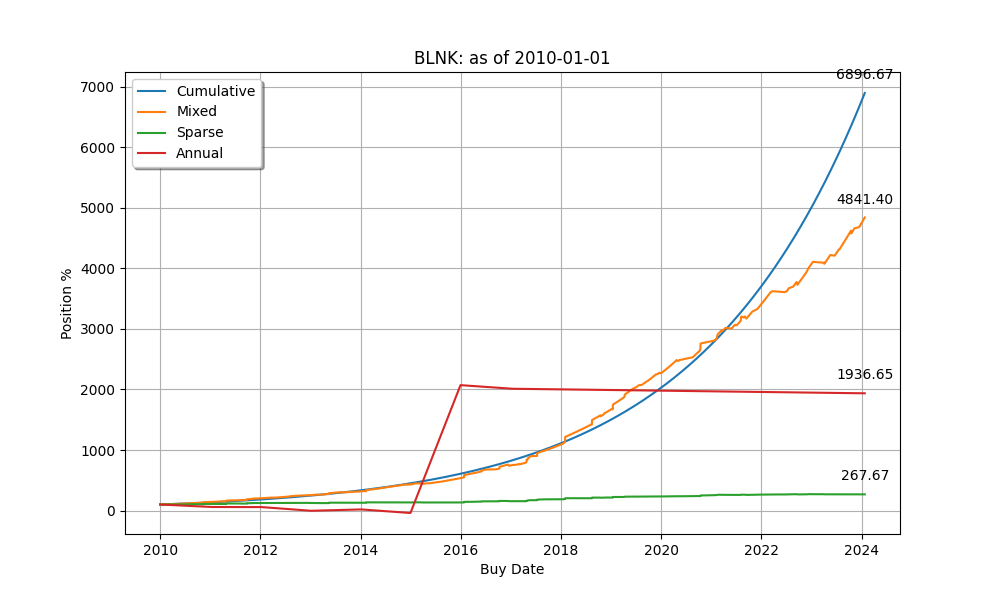 BLNK: as of 2010-01-01
6896.67
7000
Cumulative
Mixed
Sparse
Annual
6000
5000
4841.40
4000
3000
2000
1936.65
1000
267.67
0
Position %
2010 2012 2014 2016 2018 2020 2022 2024
Buy Date